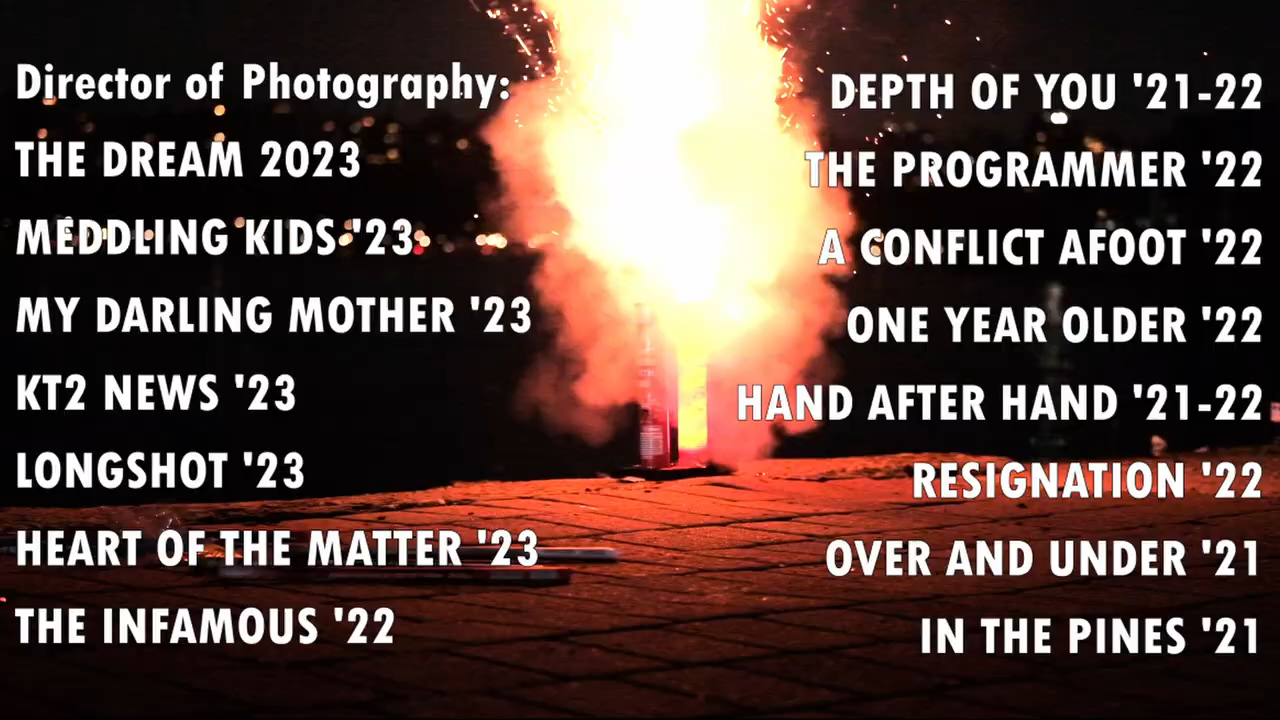 Director of Photography:
THE DREAM 2023
MEDDLING KIDS '23
MY DARLING MOTHER '23
KT2 NEWS '23
LONGSHOT '23
HEART OF THE MATTER '23
THE INFAMOUS '22
DEPTH OF YOU '21-22
THE PROGRAMMER '22
A CONFLICT AFOOT '22
ONE YEAR OLDER '22
HAND AFTER HAND '21-22
RESIGNATION '22
OVER AND UNDER '21
IN THE PINES '21